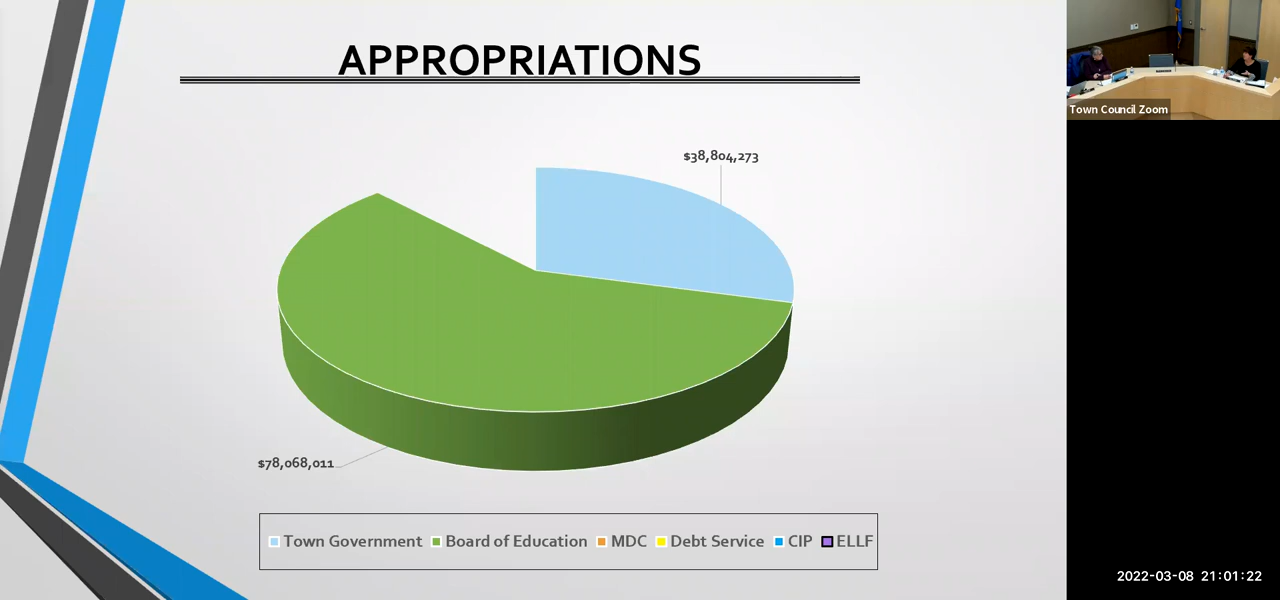 APPROPRIATIONS
$38,804,273
Town Council Zoom
$78,068,011
Town Government Board of Education MDC Debt Service CIP ELLF
2022-03-08 21:01:22